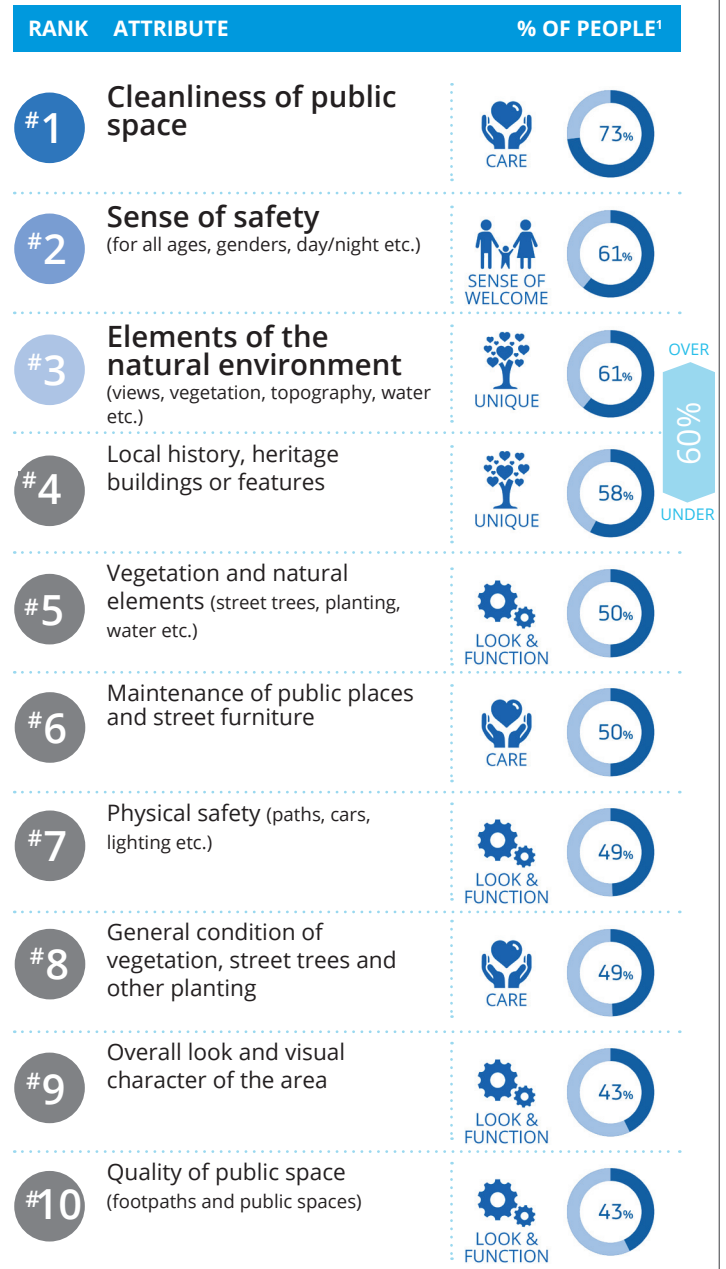 RANK ATTRIBUTE % OF PEOPLE¹
#1
Cleanliness of public
space
CARE
73%
#2
Sense of safety
(for all ages, genders, day/night etc.)
SENSE OF
WELCOME
61%
#3
Elements of the
natural environment
(views, vegetation, topography, water
etc.)
UNIQUE
61%
OVER
60%
UNDER
#4
Local history, heritage
buildings or features
UNIQUE
58%
#5
Vegetation and natural
elements (street trees, planting,
water etc.)
LOOK &
FUNCTION
50%
#6
Maintenance of public places
and street furniture
CARE
50%
#7
Physical safety (paths, cars,
lighting etc.)
LOOK &
FUNCTION
49%
#8
General condition of
vegetation, street trees and
other planting
CARE
49%
#9
Overall look and visual
character of the area
LOOK &
FUNCTION
43%
#10
Quality of public space
(footpaths and public spaces)
LOOK &
FUNCTION
43%